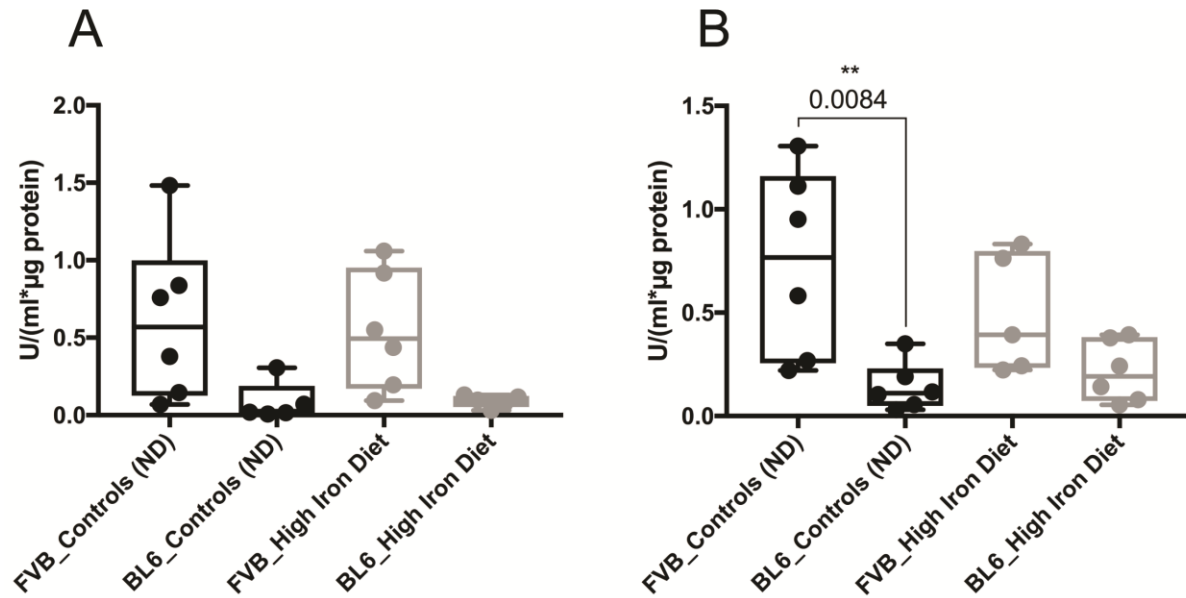 A
U/(ml*µg protein)
2.0
1.5
1.0
0.5
0.0
FVB_Controls (ND)
BL6_Controls (ND)
FVB_High Iron Diet
BL6_High Iron Diet
B
U/(ml*µg protein)
1.5
1.0
0.5
0.0
**
0.0084
FVB_Controls (ND)
BL6_Controls (ND)
FVB_High Iron Diet
BL6_High Iron Diet